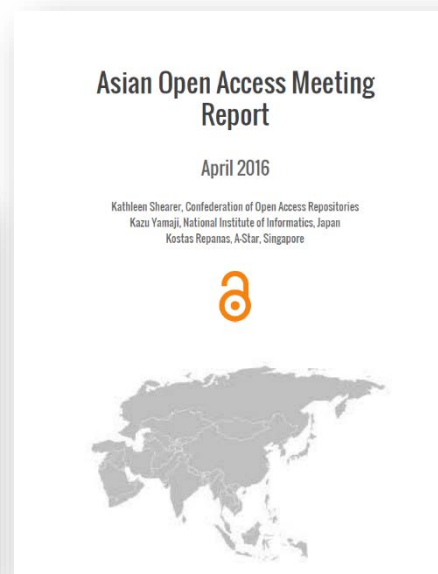 Asian Open Access Meeting
Report
April 2016
Kathleen Shearer, Confederation of Open Access Repositories
Kazu Yamaji, National Institute of Informatics, Japan
Kostas Repanas, A-Star, Singapore